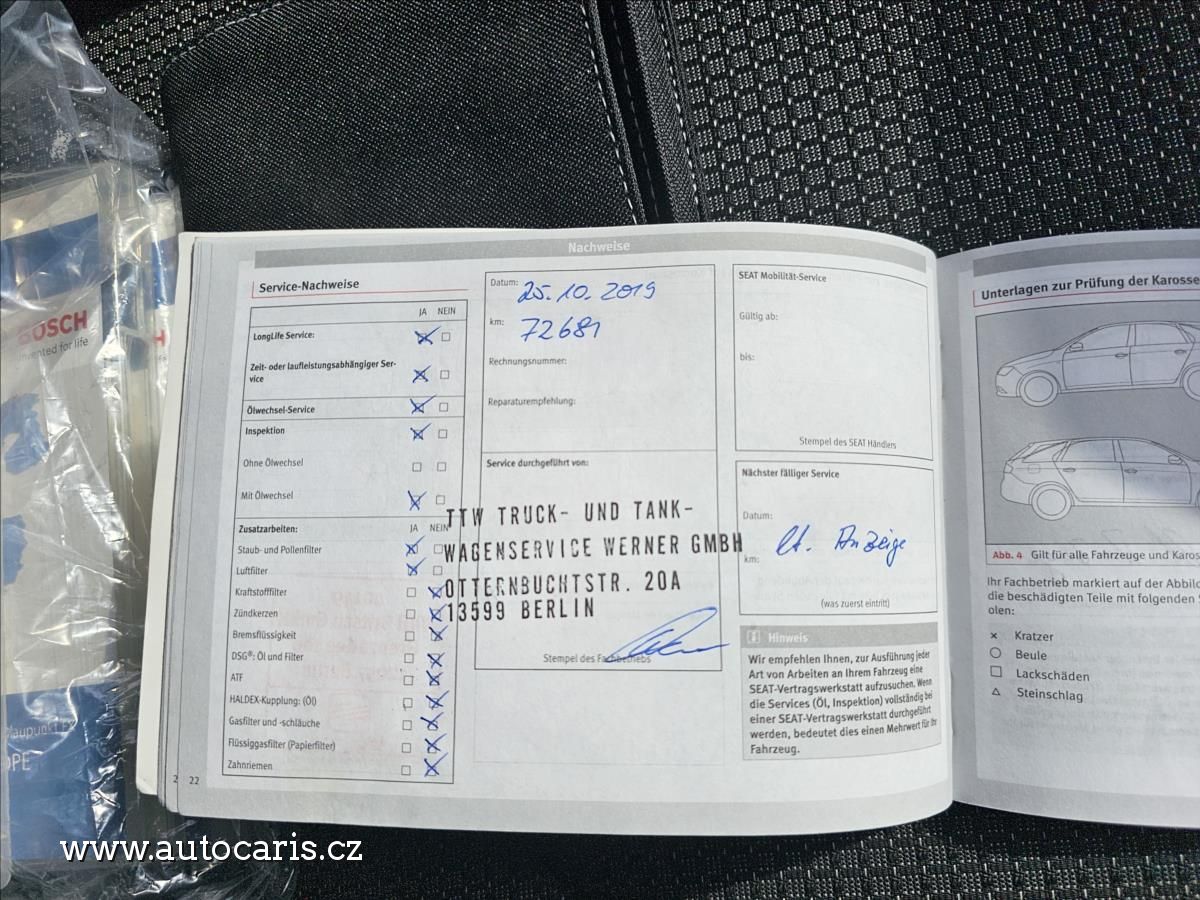 BOSCH
Invented for life
Nachweise
Service-Nachweise
JA NEIN
LongLife Service:
Zeit- oder laufleistungsabhängiger Ser-
vice
Ölwechsel-Service
Inspektion
Ohne Ölwechsel
Mit Ölwechsel
Zusatzarbeiten: JA NEIN
Staub- und Pollenfilter
Luftfilter
Kraftstofffilter
Zündkerzen
Bremsflüssigkeit
DSG®: Öl und Filter
ATF
HALDEX-Kupplung: (Öl)
Gasfilter und -schläuche
Flüssiggasfilter (Papierfilter)
Zahnriemen
2 22
Datum: 25.10.2019
km: 72681
Rechnungsnummer:
Reparaturempfehlung:
Service durchgeführt von:
TTW TRUCK- UND TANK-
WAGENSERVICE WERNER GMBH
OTTERNBUCHTSTR. 20A
13599 BERLIN
Stempel des Fachbetriebs
SEAT Mobilität-Service
Gültig ab:
bis:
Stempel des SEAT Händlers
Nächster fälliger Service
Datum:
lt. Anzeige
km:
(was zuerst eintritt)
Hinweis
Wir empfehlen Ihnen, zur Ausführung jeder
Art von Arbeiten an Ihrem Fahrzeug eine
SEAT-Vertragswerkstatt aufzusuchen. Wenn
die Services (Öl, Inspektion) vollständig bei
einer SEAT-Vertragswerkstatt durchgeführt
werden, bedeutet dies einen Mehrwert für Ihr
Fahrzeug.
Unterlagen zur Prüfung der Karosse
Abb. 4 Gilt für alle Fahrzeuge und Karos
Ihr Fachbetrieb markiert auf der Abbild
die beschädigten Teile mit folgenden S
olen:
× Kratzer
○ Beule
□ Lackschäden
△ Steinschlag
www.autocaris.cz